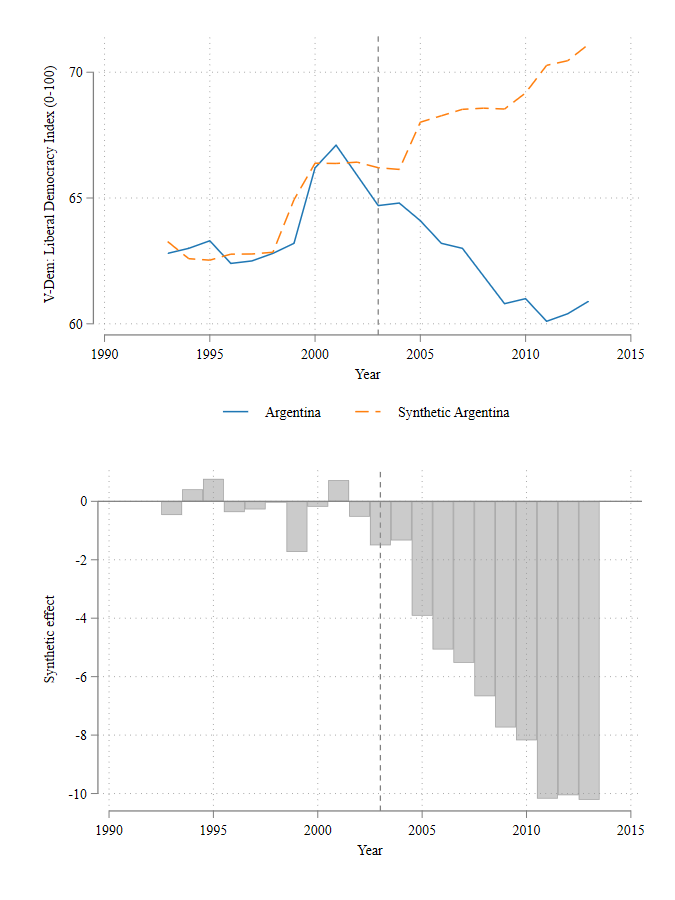 V-Dem: Liberal Democracy Index (0-100)
70
65
60
1990 1995 2000 2005 2010 2015
Year
Argentina Synthetic Argentina
Synthetic effect
0
-2
-4
-6
-8
-10
1990 1995 2000 2005 2010 2015
Year